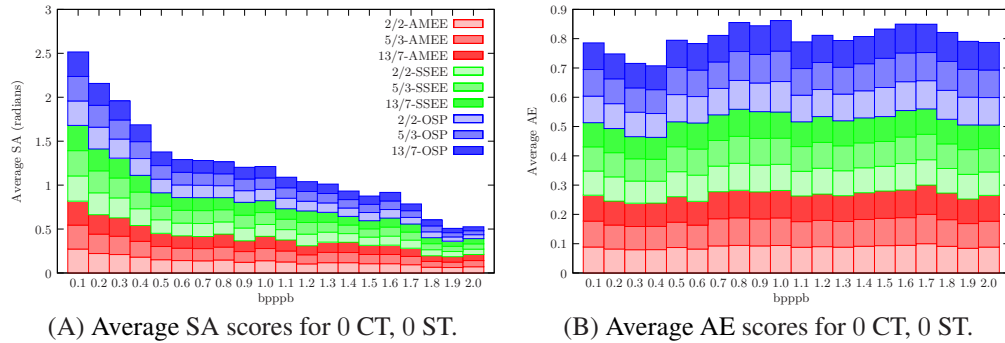 3
2.5
2
1.5
1
0.5
0
Average SA (radians)
2/2-AMEE
5/3-AMEE
13/7-AMEE
2/2-SSEE
5/3-SSEE
13/7-SSEE
2/2-OSP
5/3-OSP
13/7-OSP
0.1 0.2 0.3 0.4 0.5 0.6 0.7 0.8 0.9 1.0 1.1 1.2 1.3 1.4 1.5 1.6 1.7 1.8 1.9 2.0
bpppb
(A) Average SA scores for 0 CT, 0 ST.
0.9
0.8
0.7
0.6
0.5
0.4
0.3
0.2
0.1
0
Average AE
0.1 0.2 0.3 0.4 0.5 0.6 0.7 0.8 0.9 1.0 1.1 1.2 1.3 1.4 1.5 1.6 1.7 1.8 1.9 2.0
bpppb
(B) Average AE scores for 0 CT, 0 ST.